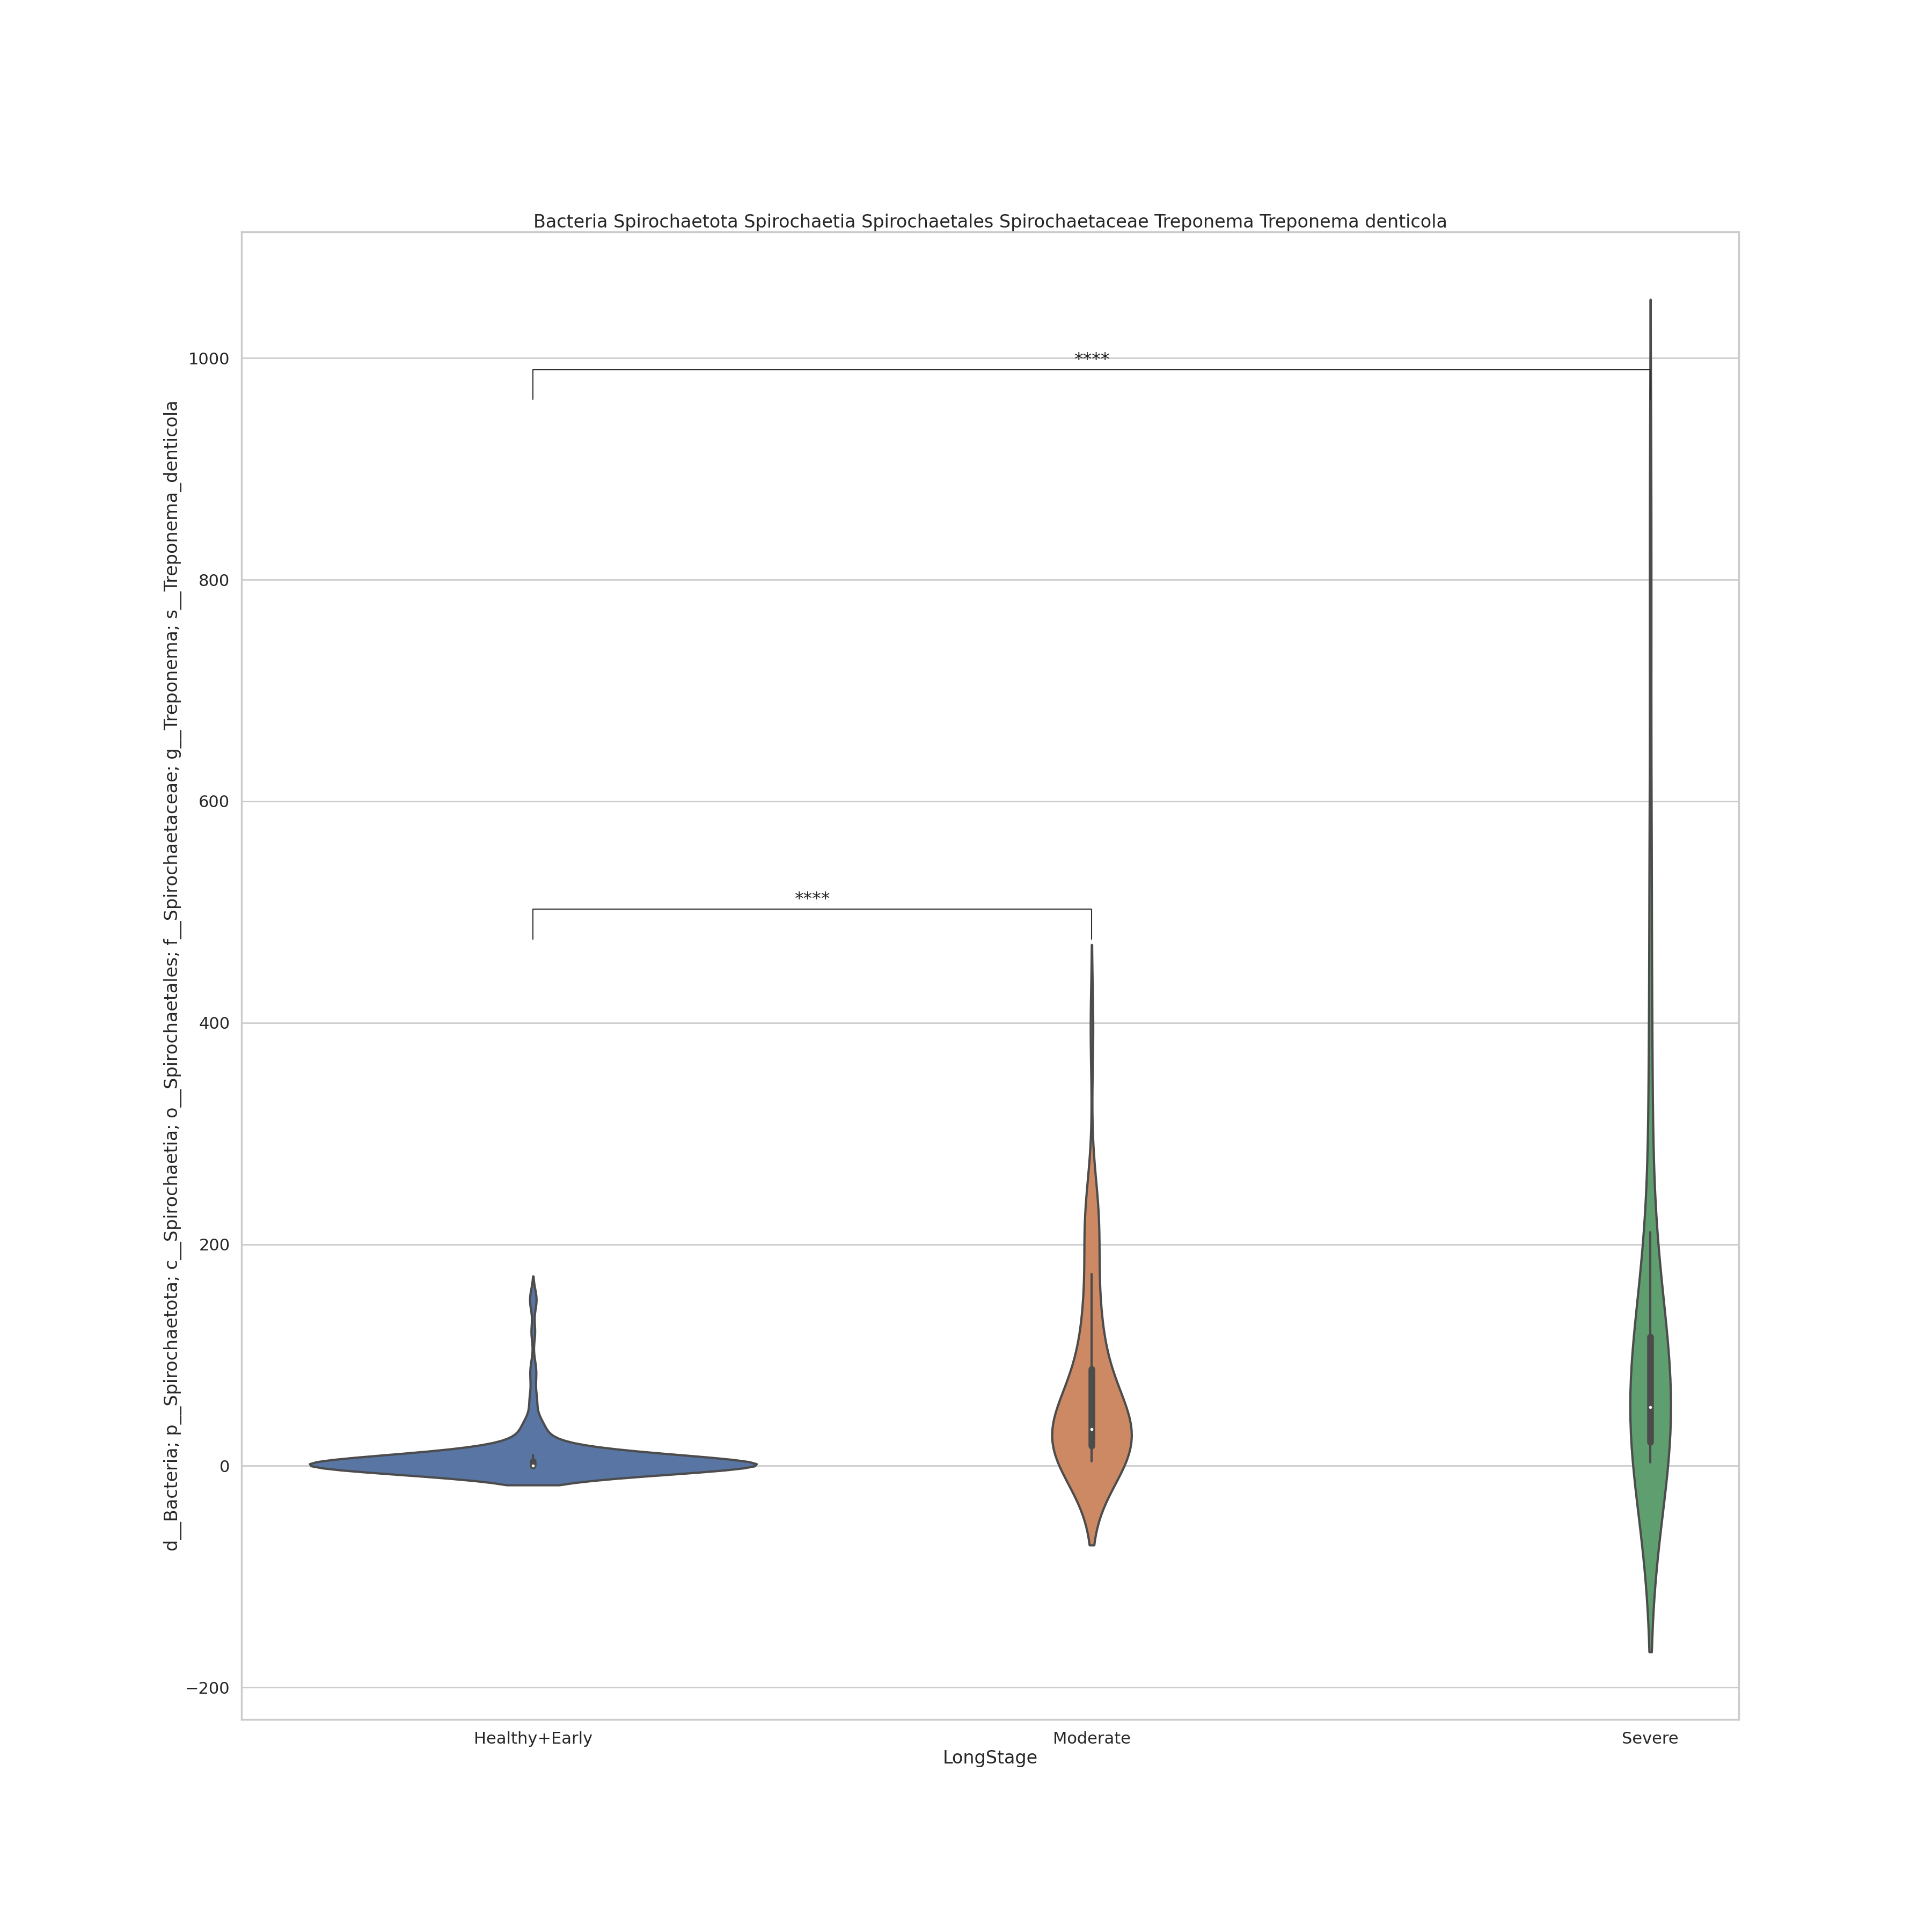 Bacteria Spirochaetota Spirochaetia Spirochaetales Spirochaetaceae Treponema Treponema denticola
d__Bacteria; p__Spirochaetota; c__Spirochaetia; o__Spirochaetales; f__Spirochaetaceae; g__Treponema; s__Treponema_denticola
1000
800
600
400
200
0
−200
****
****
Healthy+Early
Moderate
Severe
LongStage